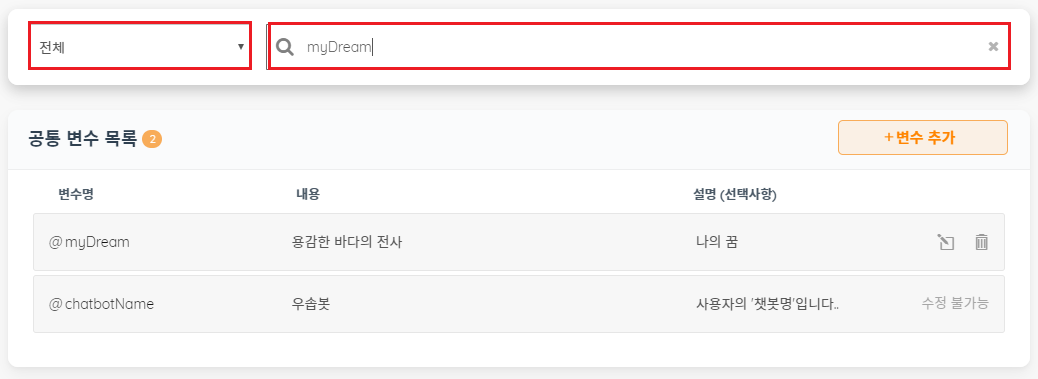 전체
myDream
공통 변수 목록 2
+변수 추가
변수명 내용 설명 (선택사항)
@myDream 용감한 바다의 전사 나의 꿈
@chatbotName 우솝봇 사용자의 '챗봇명'입니다.. 수정 불가능